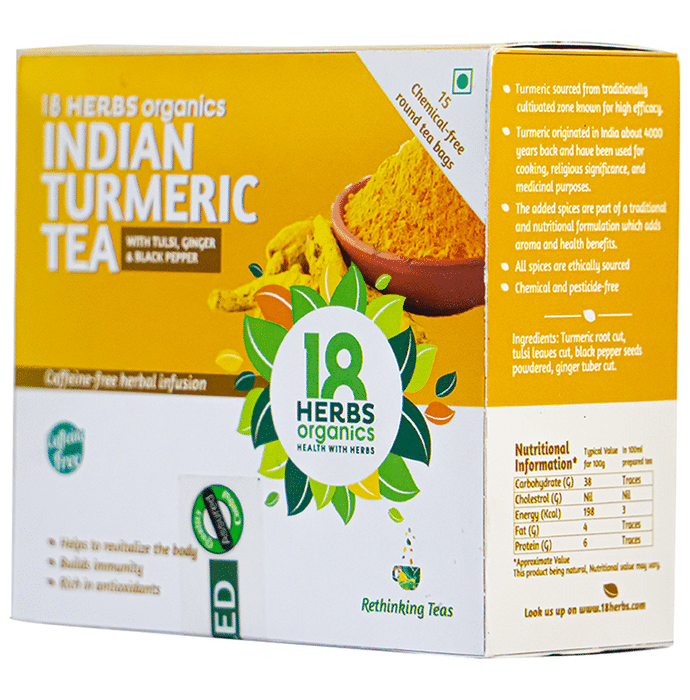 18 HERBS organics
INDIAN
TURMERIC
TEA
WITH TULSI, GINGER
& BLACK PEPPER
15
Chemical-free
round tea bags
Caffeine-free herbal infusion
Caffeine
free
18
HERBS
organics
HEALTH WITH HERBS
• Helps to revitalize the body
• Builds immunity
• Rich in antioxidants
ED
Rethinking Teas
• Turmeric sourced from traditionally
cultivated zone known for high efficacy.
• Turmeric originated in India about 4000
years back and have been used for
cooking, religious significance, and
medicinal purposes.
• The added spices are part of a traditional
and nutritional formulation which adds
aroma and health benefits.
• All spices are ethically sourced
• Chemical and pesticide-free
Ingredients: Turmeric root cut,
tulsi leaves cut, black pepper seeds
powdered, ginger tuber cut.
Nutritional Information* Typical Value for 100g In 100ml prepared tea
Carbohydrate (G) 38 Traces
Cholestrol (G) Nil Nil
Energy (Kcal) 198 3
Fat (G) 4 Traces
Protein (G) 6 Traces
*Approximate Value
This product being natural, Nutritional value may vary.
Look us up on www.18herbs.com